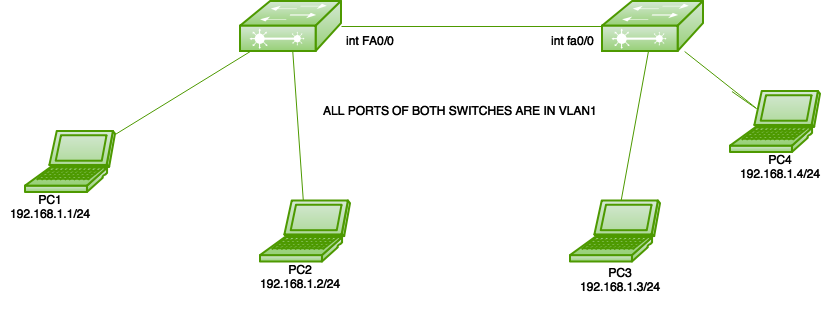 int FA0/0
int fa0/0
ALL PORTS OF BOTH SWITCHES ARE IN VLAN1
PC4
192.168.1.4/24
PC1
192.168.1.1/24
PC2
192.168.1.2/24
PC3
192.168.1.3/24